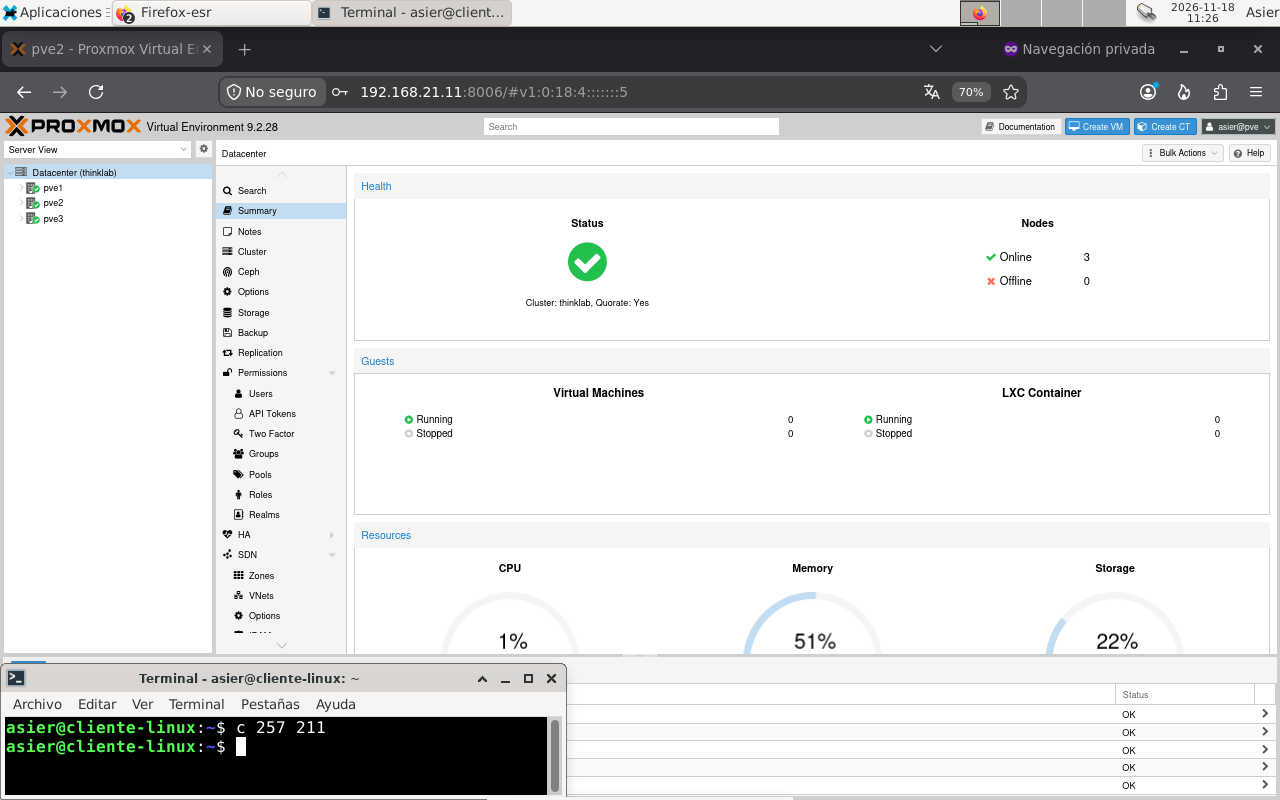 Aplicaciones
2 Firefox-esr
Terminal - asier@client...
2026-11-18
11:26
Asier
pve2 - Proxmox Virtual E
Navegación privada
No seguro
192.168.21.11:8006/#v1:0:18:4:::::::5
70%
PROXMOX Virtual Environment 9.2.28
Search
Documentation
Create VM
Create CT
asier@pve
Server View
Datacenter
Bulk Actions
Help
Datacenter (thinklab)
pve1
pve2
pve3
Search
Summary
Notes
Cluster
Ceph
Options
Storage
Backup
Replication
Permissions
Users
API Tokens
Two Factor
Groups
Pools
Roles
Realms
HA
SDN
Zones
VNets
Options
Health
Status
Cluster: thinklab, Quorate: Yes
Nodes
Online 3
Offline 0
Guests
Virtual Machines
Running 0
Stopped 0
LXC Container
Running 0
Stopped 0
Resources
CPU
1%
Memory
51%
Storage
22%
Status
OK
OK
OK
OK
OK
Terminal - asier@cliente-linux: ~
Archivo Editar Ver Terminal Pestañas Ayuda
asier@cliente-linux:~$ c 257 211
asier@cliente-linux:~$